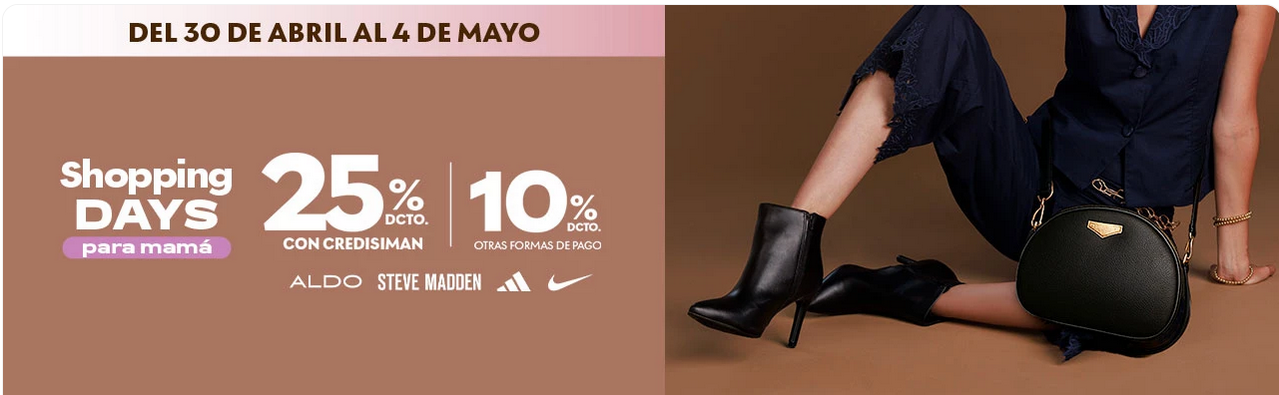 DEL 30 DE ABRIL AL 4 DE MAYO
Shopping
DAYS
para mamá
25% DCTO.
CON CREDISIMAN
10% DCTO.
OTRAS FORMAS DE PAGO
ALDO STEVE MADDEN